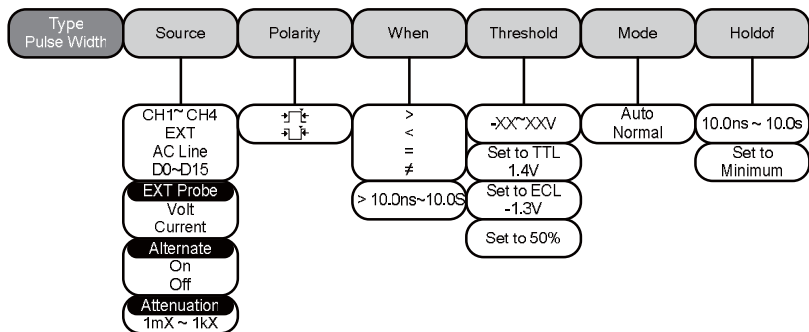 Type
Pulse Width
Source
Polarity
When
Threshold
Mode
Holdof
CH1~ CH4
EXT
AC Line
D0~D15
EXT Probe
Volt
Current
Alternate
On
Off
Attenuation
1mX ~ 1kX
>
<
=
≠
> 10.0ns~10.0S
-XX~XXV
Set to TTL
1.4V
Set to ECL
-1.3V
Set to 50%
Auto
Normal
10.0ns ~ 10.0s
Set to
Minimum